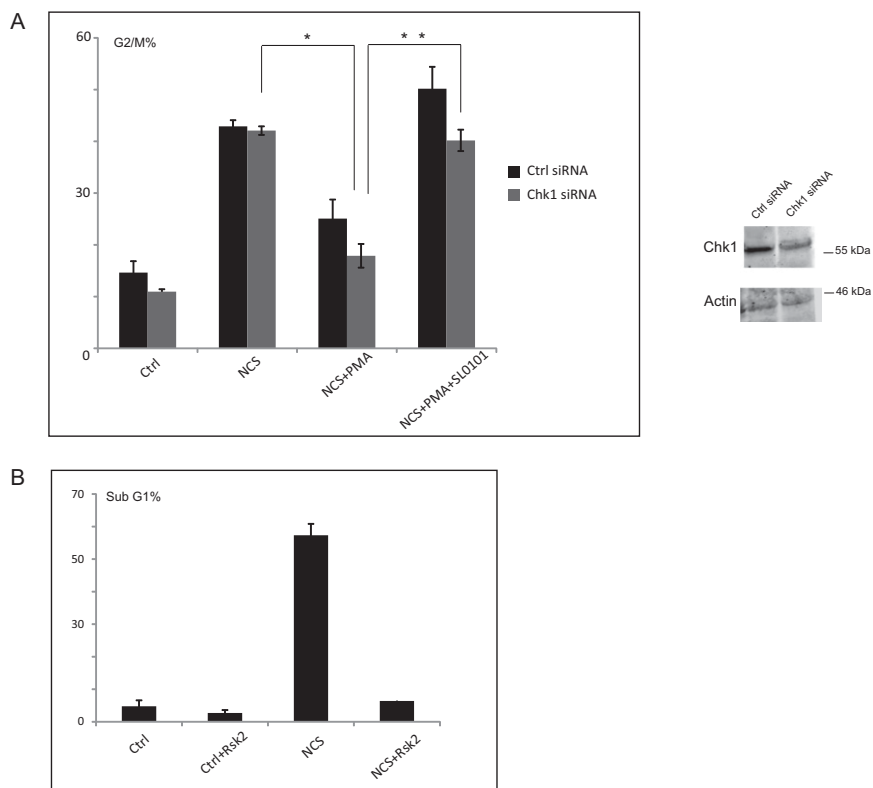 A
60
G2/M%
*
* *
30
0
Ctrl siRNA
Chk1 siRNA
Ctrl
NCS
NCS+PMA
NCS+PMA+SL0101
Ctrl siRNA
Chk1 siRNA
Chk1
55 kDa
Actin
46 kDa
B
70
Sub G1%
50
30
10
0
Ctrl
Ctrl+Rsk2
NCS
NCS+Rsk2